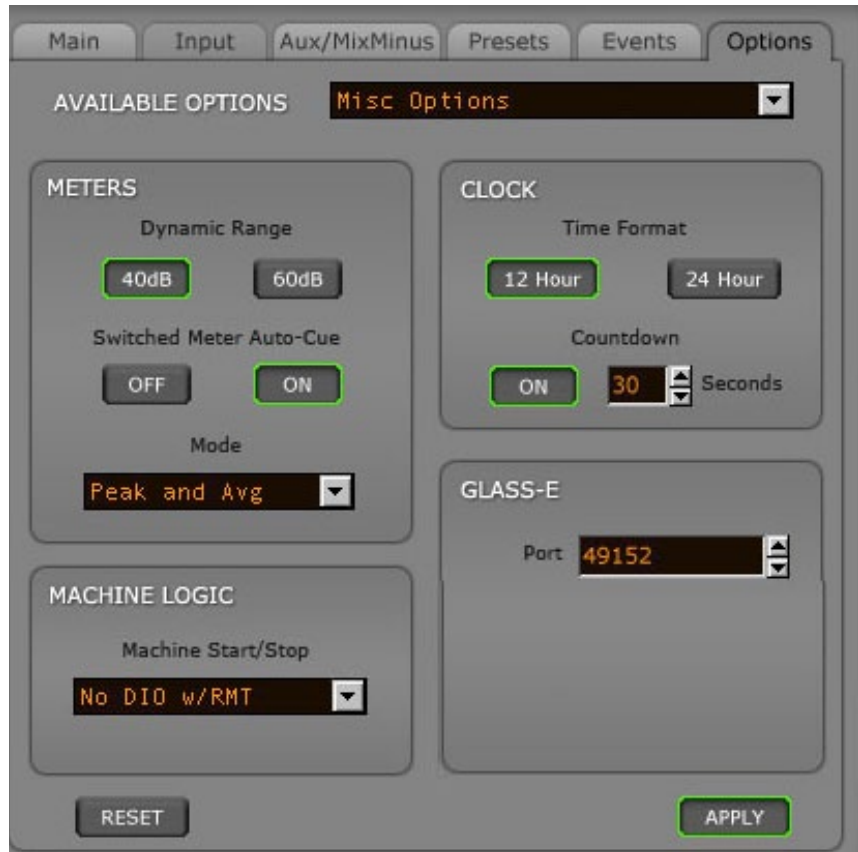 Main Input Aux/MixMinus Presets Events Options
AVAILABLE OPTIONS Misc Options
METERS
Dynamic Range
40dB 60dB
Switched Meter Auto-Cue
OFF ON
Mode
Peak and Avg
MACHINE LOGIC
Machine Start/Stop
No DIO w/RMT
CLOCK
Time Format
12 Hour 24 Hour
Countdown
ON 30 Seconds
GLASS-E
Port 49152
RESET APPLY